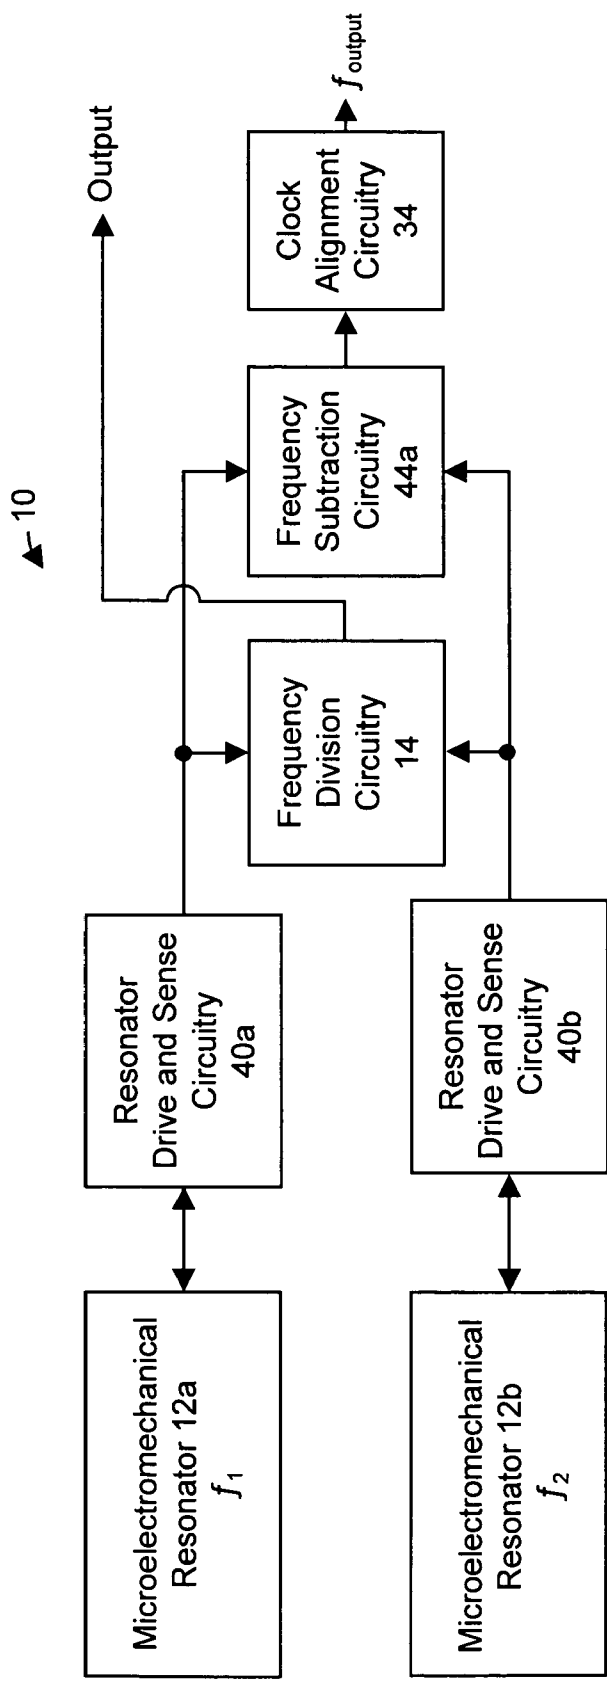 10
Microelectromechanical
Resonator 12a
f1
Resonator
Drive and Sense
Circuitry
40a
Frequency
Division
Circuitry
14
Frequency
Subtraction
Circuitry
44a
Clock
Alignment
Circuitry
34
Output
f output
Microelectromechanical
Resonator 12b
f2
Resonator
Drive and Sense
Circuitry
40b